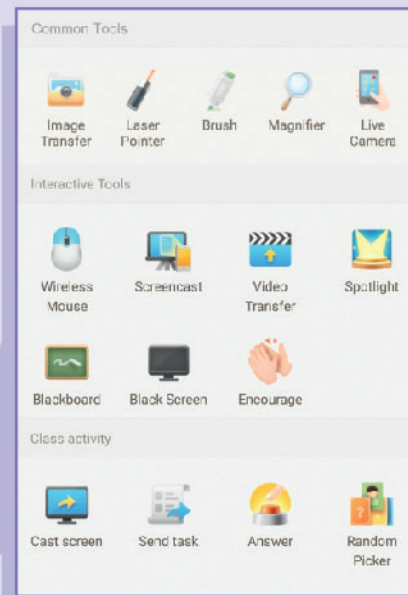 Common Tools
Image Transfer
Laser Pointer
Brush
Magnifier
Live Camera
Interactive Tools
Wireless Mouse
Screencast
Video Transfer
Spotlight
Blackboard
Black Screen
Encourage
Class activity
Cast screen
Send task
Answer
Random Picker
?